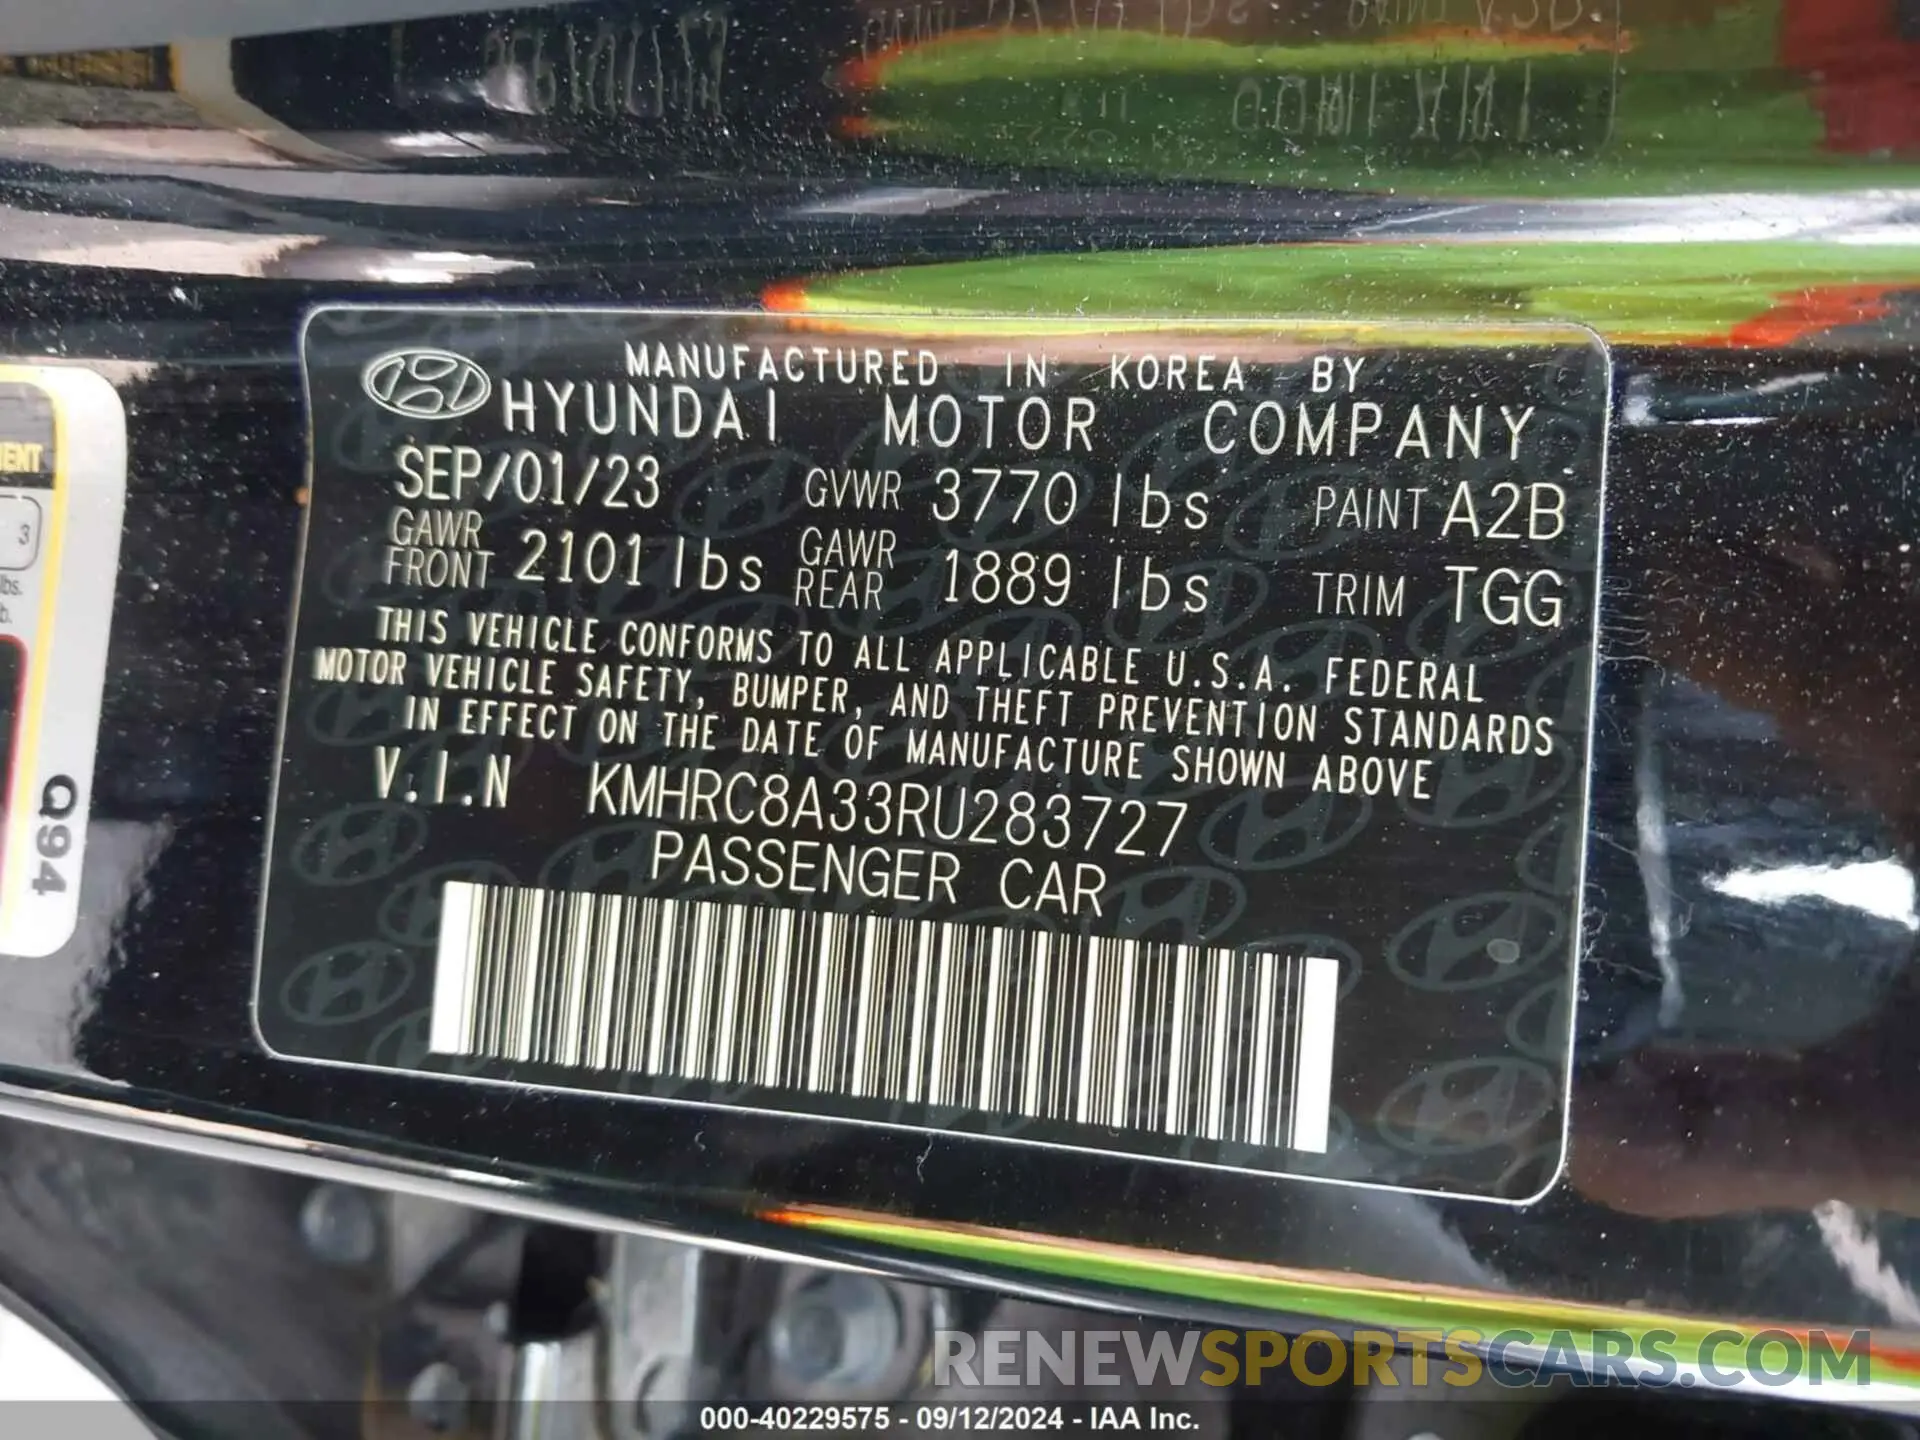 MANUFACTURED IN KOREA BY
HYUNDAI MOTOR COMPANY
SEP/01/23 GVWR 3770 lbs PAINT A2B
GAWR FRONT 2101 lbs GAWR REAR 1889 lbs TRIM TGG
THIS VEHICLE CONFORMS TO ALL APPLICABLE U.S.A. FEDERAL
MOTOR VEHICLE SAFETY, BUMPER, AND THEFT PREVENTION STANDARDS
IN EFFECT ON THE DATE OF MANUFACTURE SHOWN ABOVE
V.I.N KMHRC8A33RU283727
PASSENGER CAR
3
lbs.
Q94
RENEWSPORTSCARS.COM
000-40229575 - 09/12/2024 - IAA Inc.